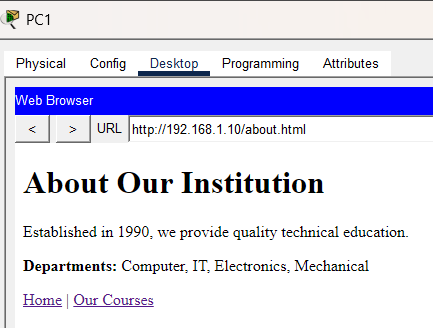 PC1
Physical Config Desktop Programming Attributes
Web Browser
< > URL http://192.168.1.10/about.html
About Our Institution
Established in 1990, we provide quality technical education.
Departments: Computer, IT, Electronics, Mechanical
Home | Our Courses